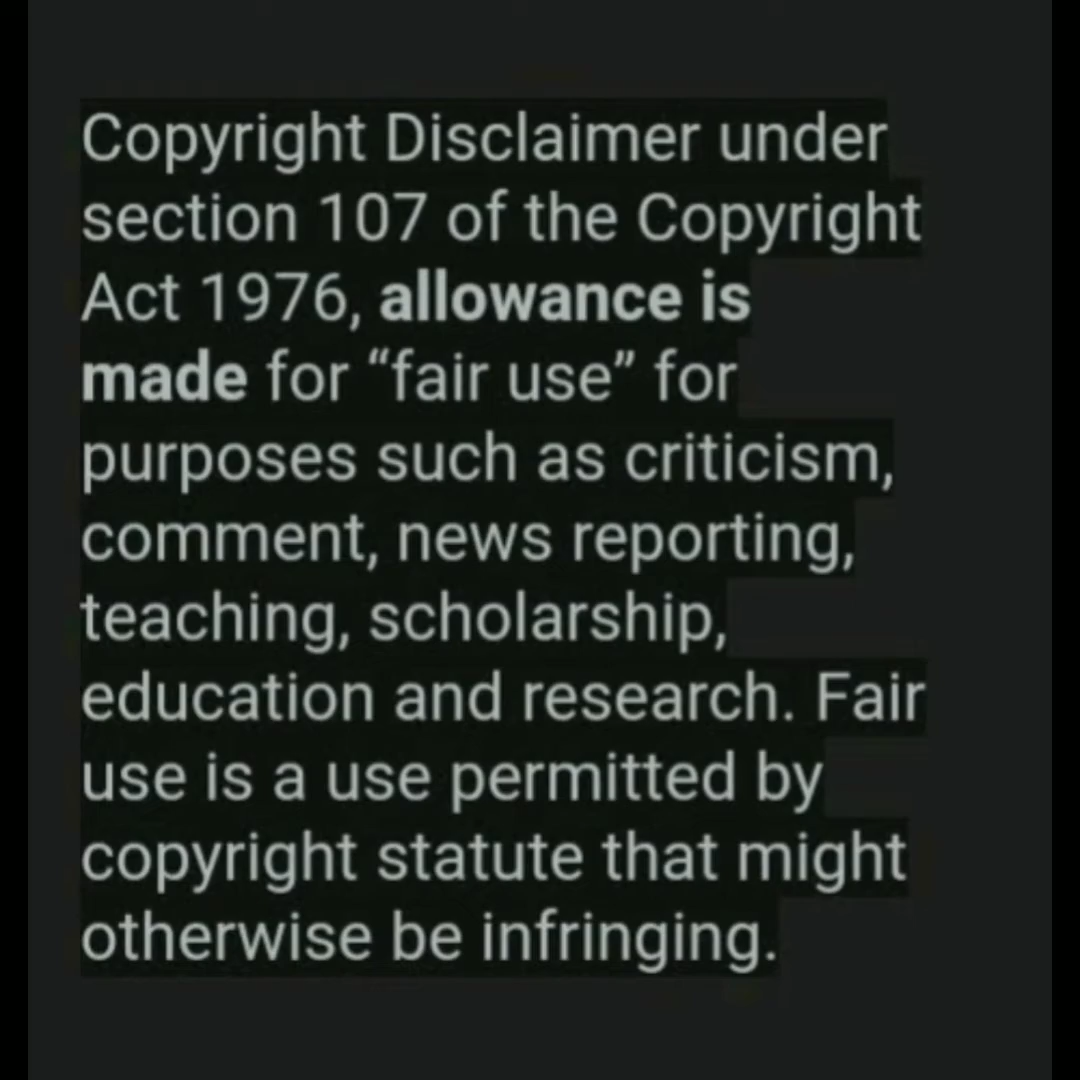 Copyright Disclaimer under
section 107 of the Copyright
Act 1976, allowance is
made for “fair use” for
purposes such as criticism,
comment, news reporting,
teaching, scholarship,
education and research. Fair
use is a use permitted by
copyright statute that might
otherwise be infringing.